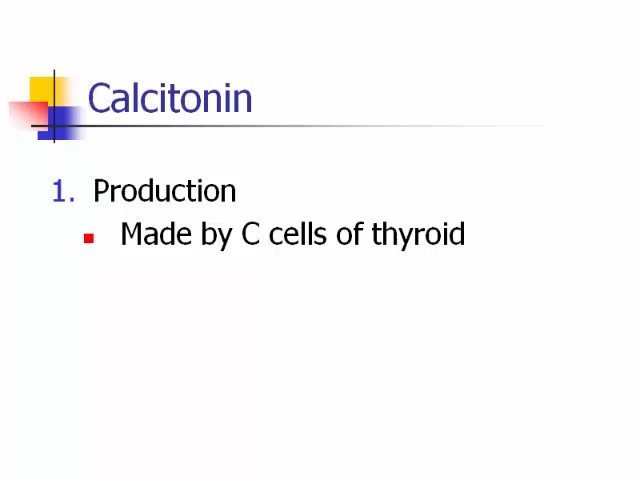 Calcitonin
1. Production
■ Made by C cells of thyroid